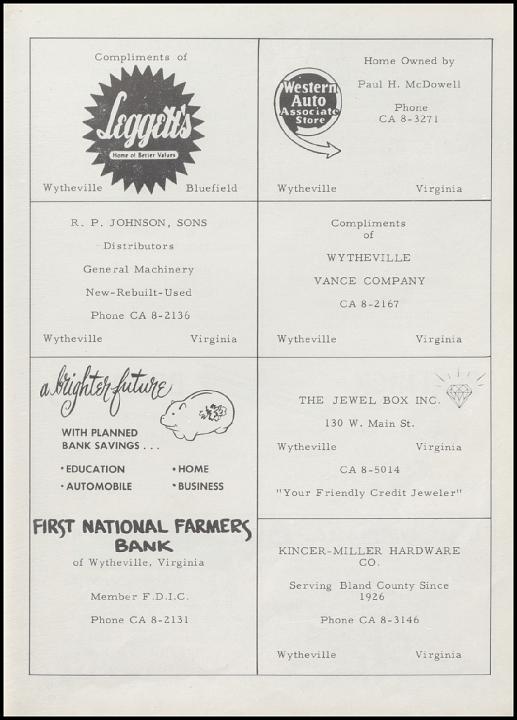 Compliments of
Leggett's
Home of Better Values
Wytheville Bluefield
Western
Auto
Associate
Store
Home Owned by
Paul H. McDowell
Phone
CA 8-3271
Wytheville Virginia
R. P. JOHNSON, SONS
Distributors
General Machinery
New-Rebuilt-Used
Phone CA 8-2136
Wytheville Virginia
Compliments
of
WYTHEVILLE
VANCE COMPANY
CA 8-2167
Wytheville Virginia
a brighter future
WITH PLANNED
BANK SAVINGS . . .
• EDUCATION • HOME
• AUTOMOBILE • BUSINESS
FIRST NATIONAL FARMERS
BANK
of Wytheville, Virginia
Member F.D.I.C.
Phone CA 8-2131
THE JEWEL BOX INC.
130 W. Main St.
Wytheville Virginia
CA 8-5014
"Your Friendly Credit Jeweler"
KINCER-MILLER HARDWARE
CO.
Serving Bland County Since
1926
Phone CA 8-3146
Wytheville Virginia